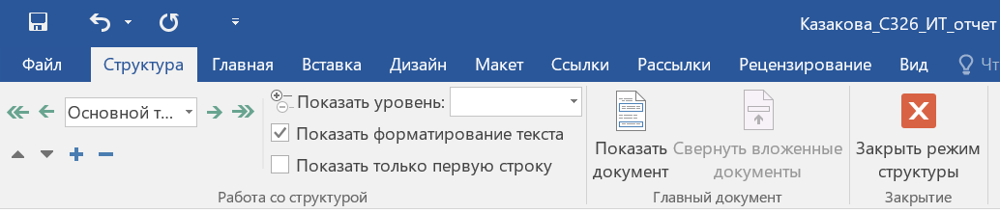 Казакова_С326_ИТ_отчет
Файл Структура Главная Вставка Дизайн Макет Ссылки Рассылки Рецензирование Вид Чт
Основной т... Показать уровень:
Показать форматирование текста
Показать только первую строку
Показать документ
Свернуть вложенные документы
Закрыть режим структуры
Работа со структурой Главный документ Закрытие